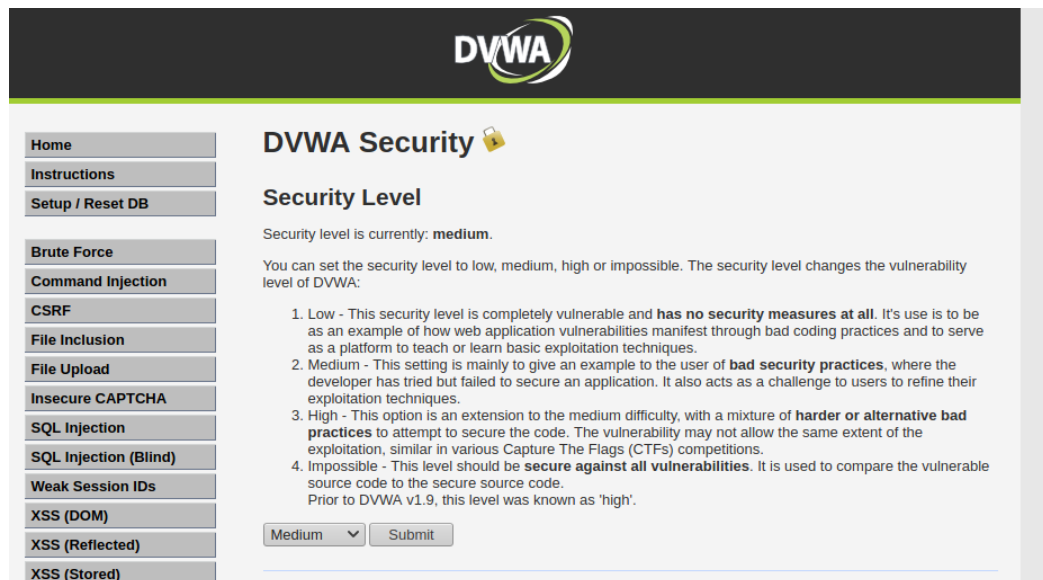 DVWA
Home
Instructions
Setup / Reset DB
Brute Force
Command Injection
CSRF
File Inclusion
File Upload
Insecure CAPTCHA
SQL Injection
SQL Injection (Blind)
Weak Session IDs
XSS (DOM)
XSS (Reflected)
XSS (Stored)
DVWA Security
Security Level
Security level is currently: medium.
You can set the security level to low, medium, high or impossible. The security level changes the vulnerability
level of DVWA:
1. Low - This security level is completely vulnerable and has no security measures at all. It's use is to be
as an example of how web application vulnerabilities manifest through bad coding practices and to serve
as a platform to teach or learn basic exploitation techniques.
2. Medium - This setting is mainly to give an example to the user of bad security practices, where the
developer has tried but failed to secure an application. It also acts as a challenge to users to refine their
exploitation techniques.
3. High - This option is an extension to the medium difficulty, with a mixture of harder or alternative bad
practices to attempt to secure the code. The vulnerability may not allow the same extent of the
exploitation, similar in various Capture The Flags (CTFs) competitions.
4. Impossible - This level should be secure against all vulnerabilities. It is used to compare the vulnerable
source code to the secure source code.
Prior to DVWA v1.9, this level was known as 'high'.
Medium
Submit